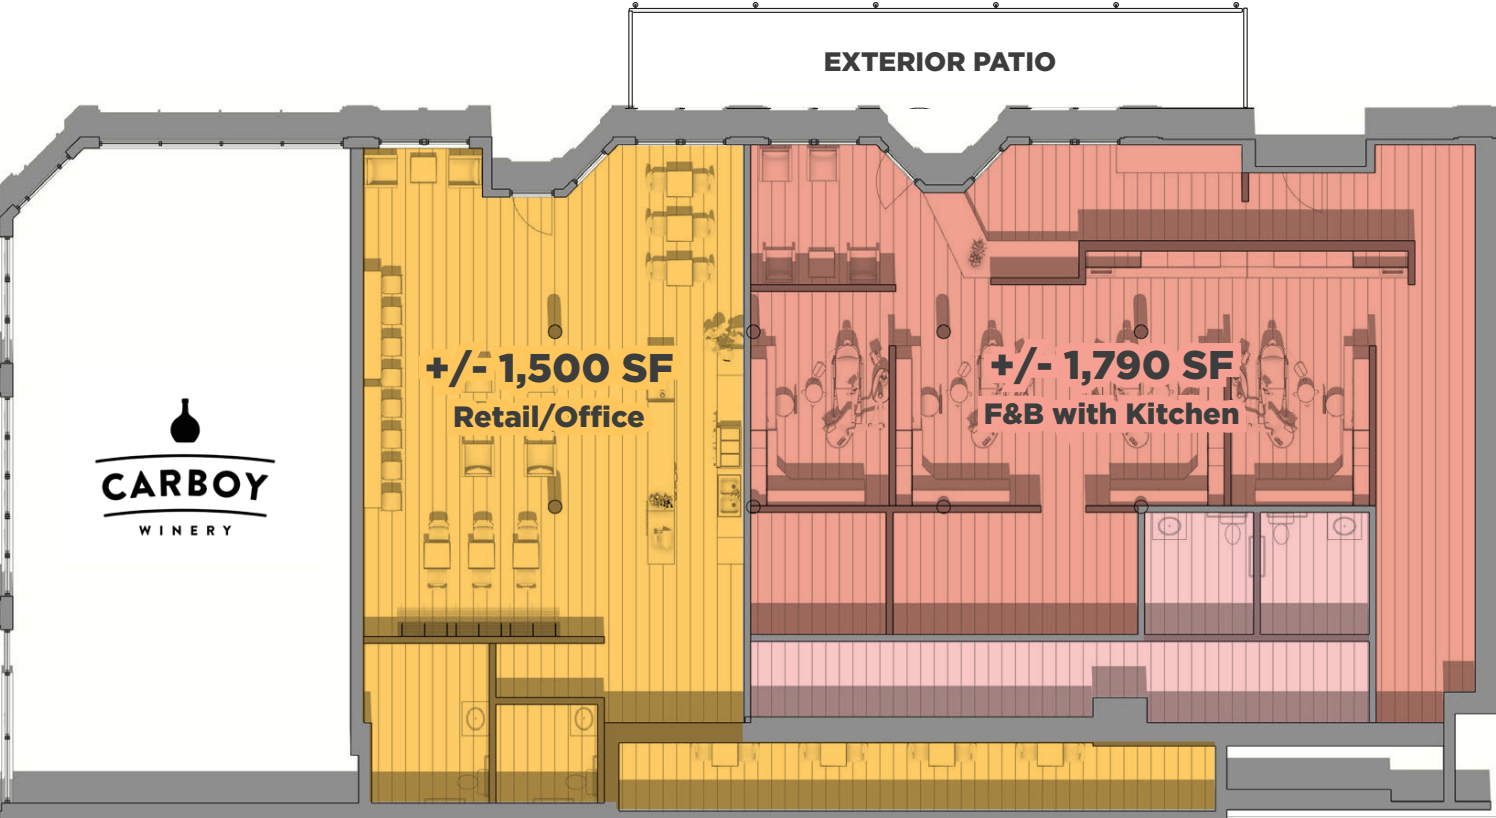 EXTERIOR PATIO
+/- 1,500 SF
Retail/Office
+/- 1,790 SF
F&B with Kitchen
CARBOY
WINERY